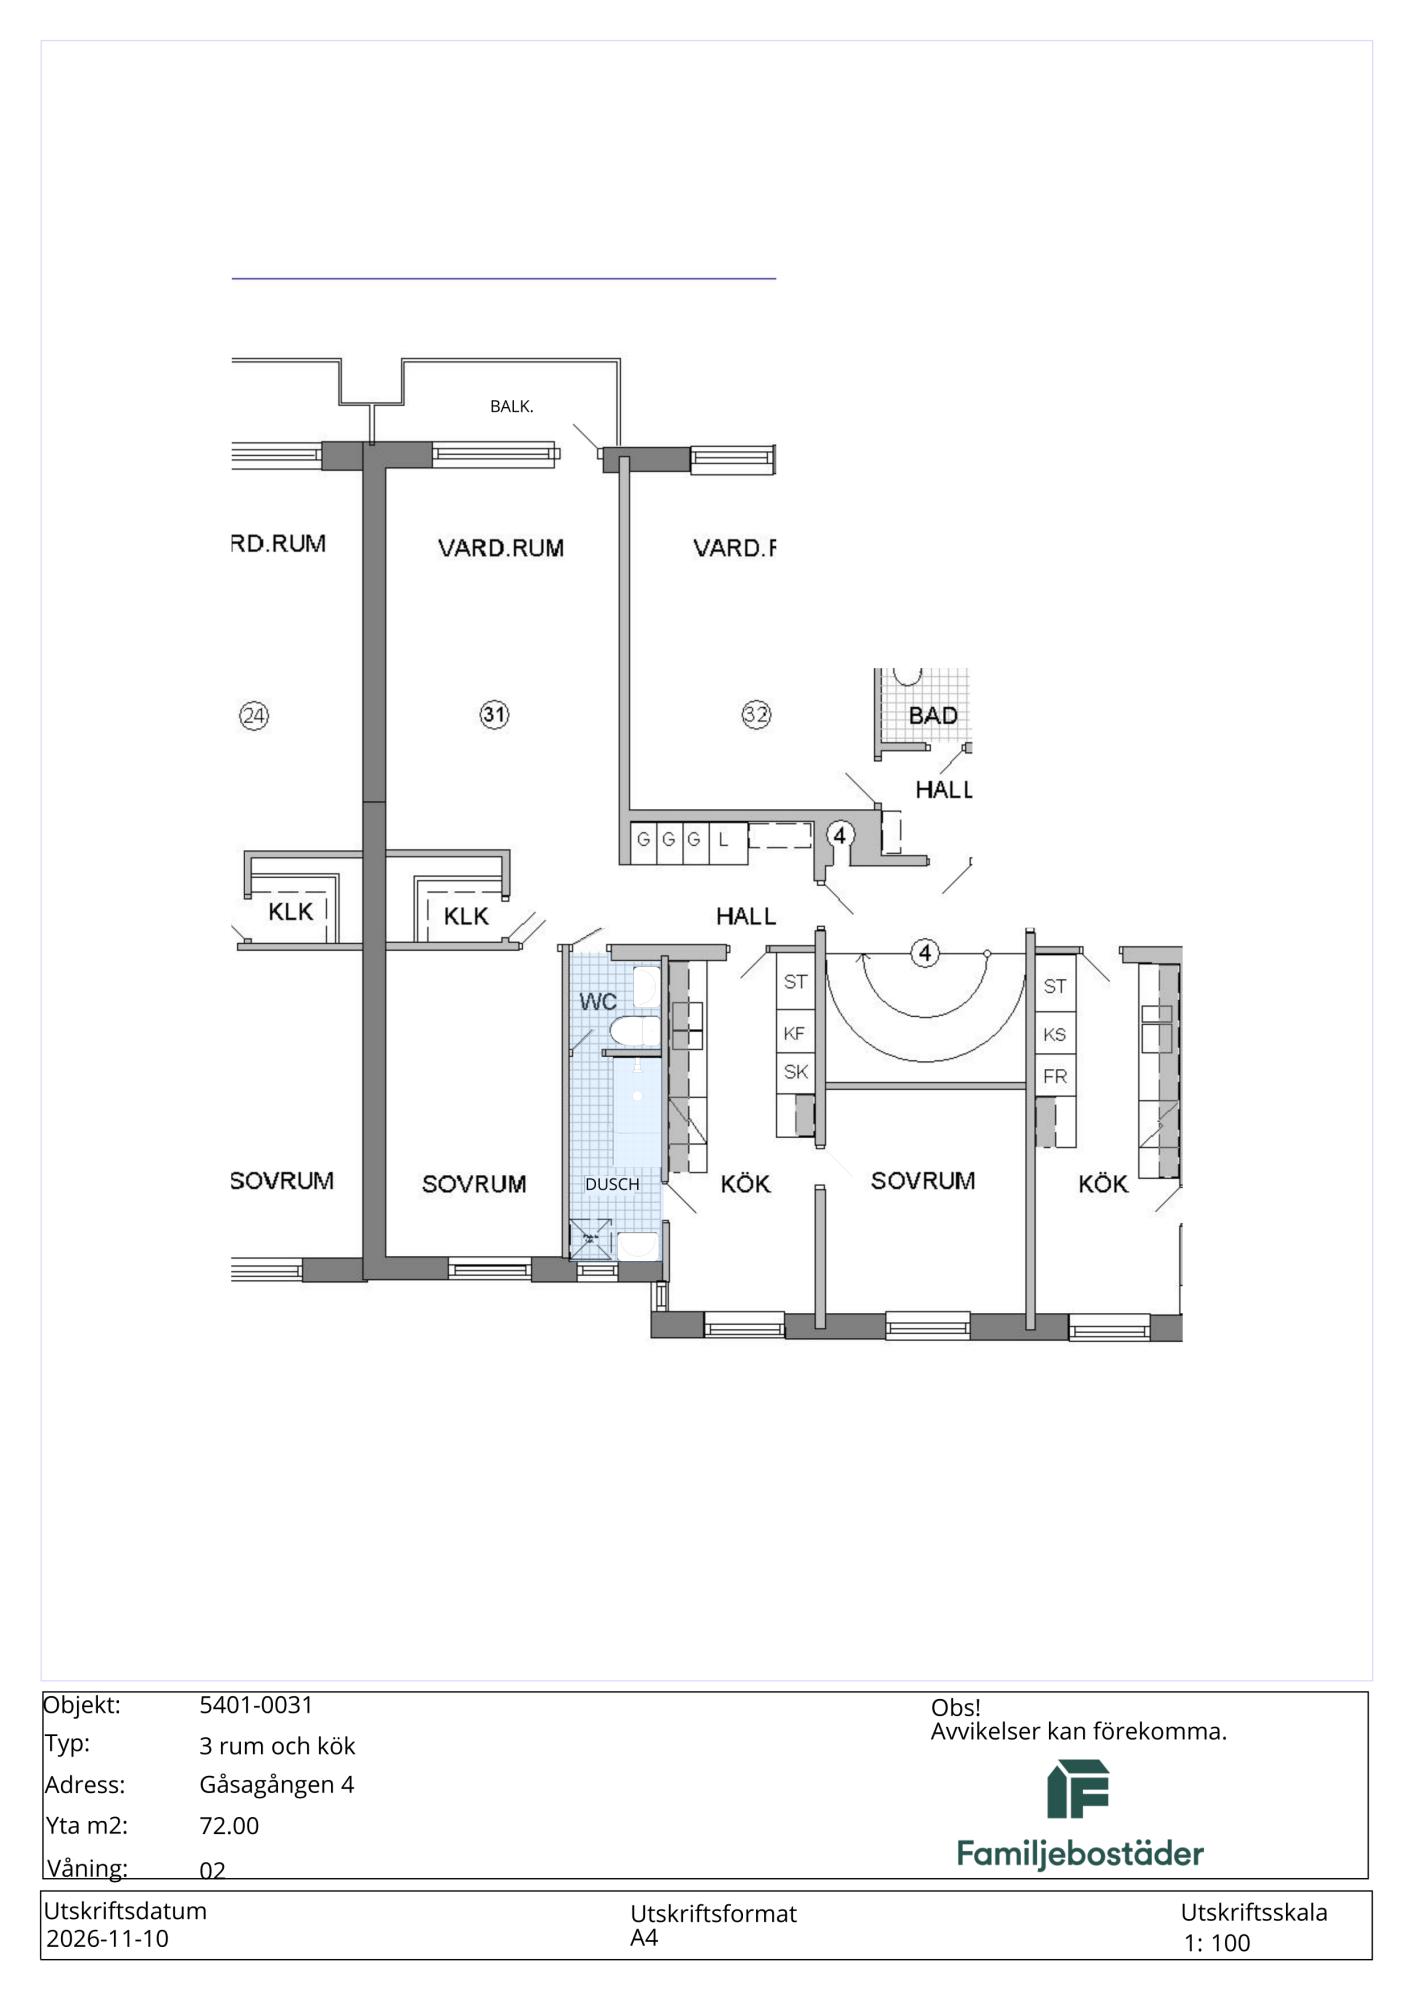 BALK.
RD.RUM
VARD.RUM
VARD.F
24
31
32
BAD
HALL
G G G L
4
KLK
KLK
HALL
4
WC
ST
ST
KF
KS
SK
FR
SOVRUM
SOVRUM
DUSCH
KÖK
SOVRUM
KÖK
Objekt: 5401-0031
Typ: 3 rum och kök
Adress: Gåsagången 4
Yta m2: 72.00
Våning: 02
Obs!
Avvikelser kan förekomma.
F
Familjebostäder
Utskriftsdatum
2026-11-10
Utskriftsformat
A4
Utskriftsskala
1: 100